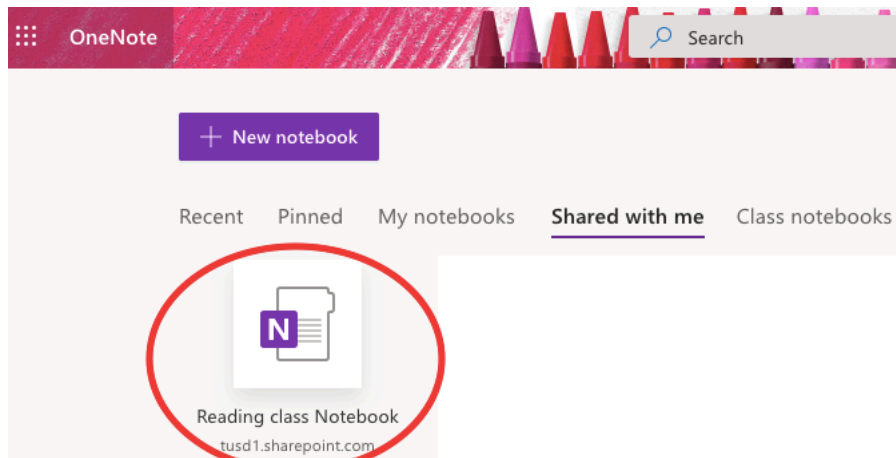 OneNote
Search
New notebook
Recent Pinned My notebooks Shared with me Class notebooks
N
Reading class Notebook
tusd1.sharepoint.com